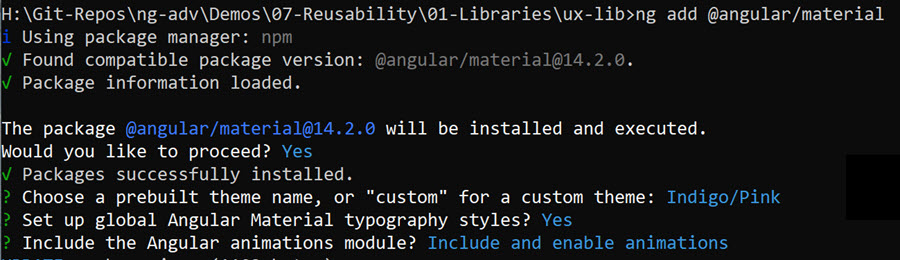 H:\Git-Repos\ng-adv\Demos\07-Reusability\01-Libraries\ux-lib>ng add @angular/material
i Using package manager: npm
√ Found compatible package version: @angular/material@14.2.0.
√ Package information loaded.
The package @angular/material@14.2.0 will be installed and executed.
Would you like to proceed? Yes
√ Packages successfully installed.
? Choose a prebuilt theme name, or "custom" for a custom theme: Indigo/Pink
? Set up global Angular Material typography styles? Yes
? Include the Angular animations module? Include and enable animations